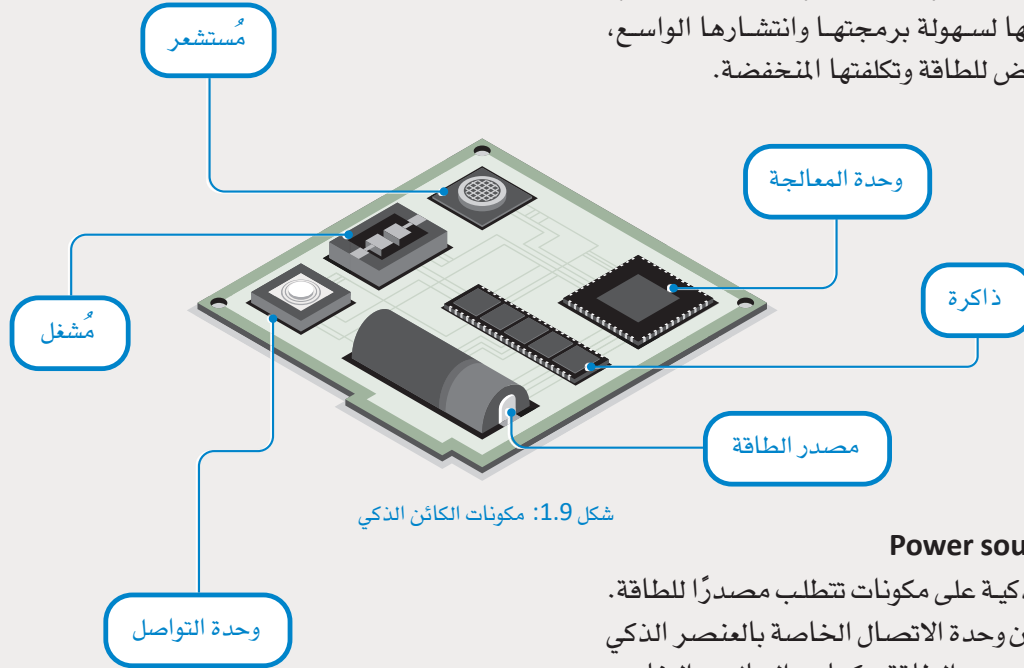 ها لسهولة برمجتها وانتشارها الواسع،
ض للطاقة وتكلفتها المنخفضة.
مُستشعر
وحدة المعالجة
ذاكرة
مُشغل
مصدر الطاقة
شكل 1.9: مكونات الكائن الذكي
وحدة التواصل
Power sou
كية على مكونات تتطلب مصدرًا للطاقة.
ن وحدة الاتصال الخاصة بالعنصر الذكي